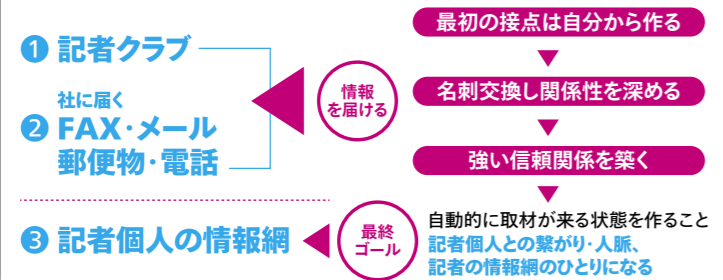 ❶ 記者クラブ
社に届く
❷ FAX・メール
郵便物・電話
❸ 記者個人の情報網
情報
を届ける
最終
ゴール
最初の接点は自分から作る
名刺交換し関係性を深める
強い信頼関係を築く
自動的に取材が来る状態を作ること
記者個人との繋がり・人脈、
記者の情報網のひとりになる